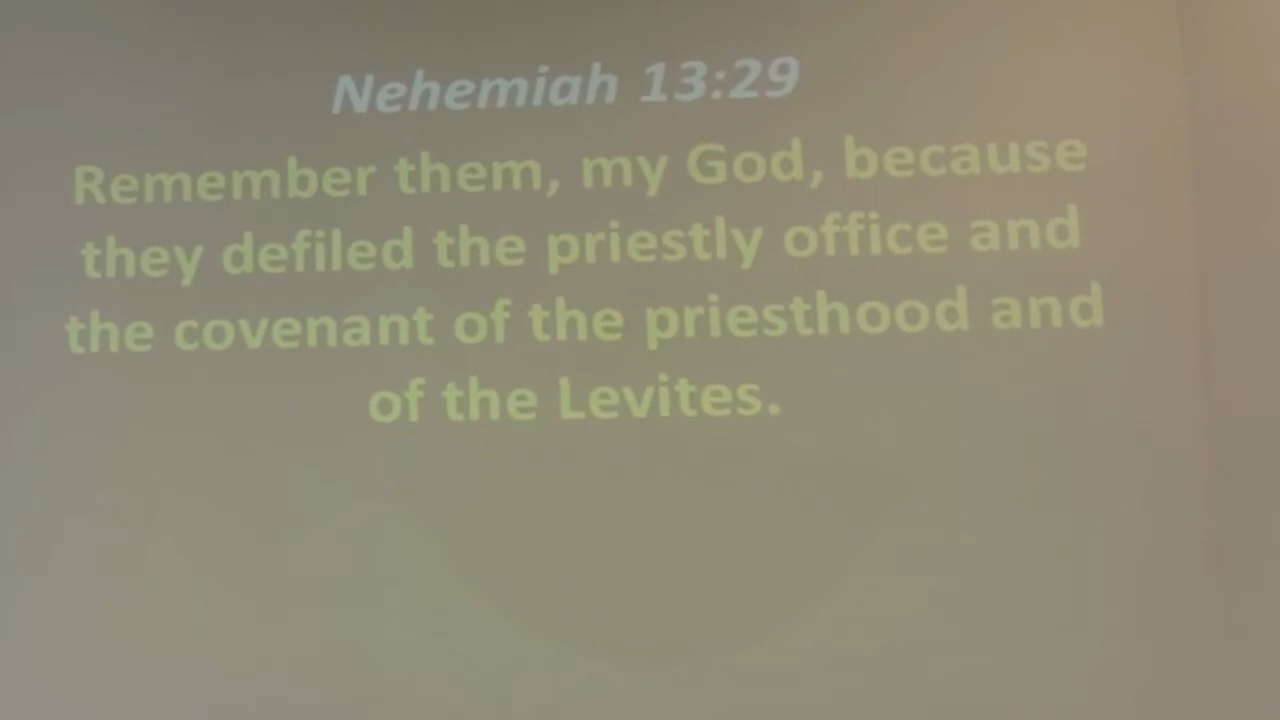 Nehemiah 13:29
Remember them, my God, because
they defiled the priestly office and
the covenant of the priesthood and
of the Levites.